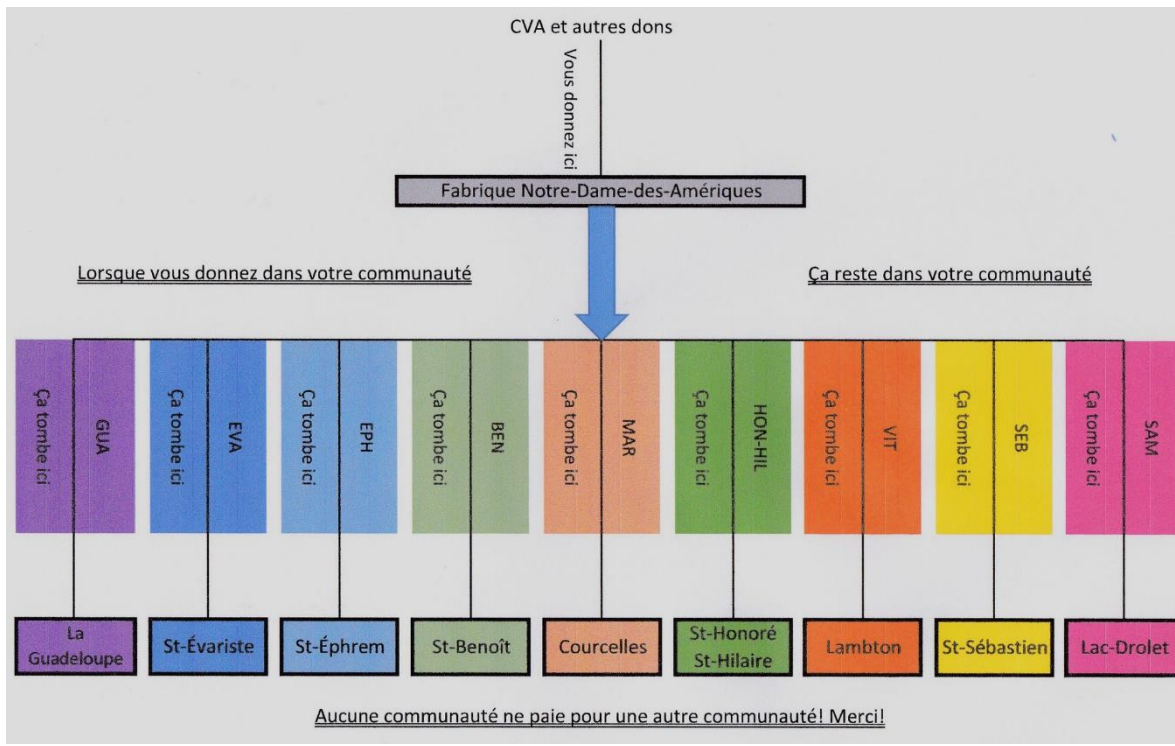 CVA et autres dons
Vous donnez ici
Fabrique Notre-Dame-des-Amériques
Lorsque vous donnez dans votre communauté
Ça reste dans votre communauté
GUA
Ça tombe ici
EVA
Ça tombe ici
EPH
Ça tombe ici
BEN
Ça tombe ici
MAR
Ça tombe ici
HON-HIL
Ça tombe ici
VIT
Ça tombe ici
SEB
Ça tombe ici
SAM
Ça tombe ici
La
Guadeloupe
St-Évariste
St-Éphrem
St-Benoît
Courcelles
St-Honoré
St-Hilaire
Lambton
St-Sébastien
Lac-Drolet
Aucune communauté ne paie pour une autre communauté! Merci!